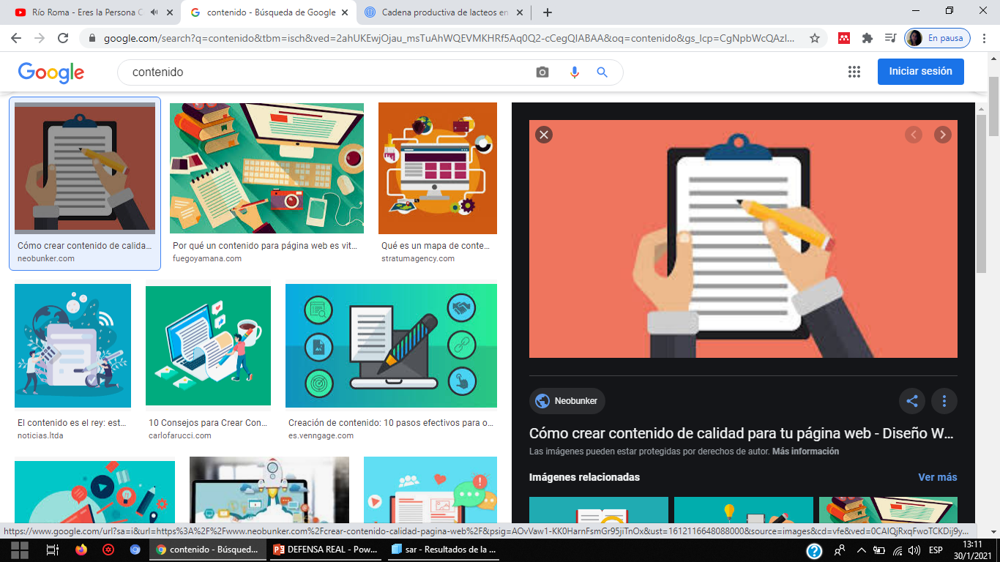 Río Roma - Eres la Persona C
contenido - Búsqueda de Google
Cadena productiva de lacteos en
google.com/search?q=contenido&tbm=isch&ved=2ahUKEwjOjau_msTuAhWQEVMKHRf5Aq0Q2-cCegQIABAA&oq=contenido&gs_lcp=CgNpbWcQAzI...
En pausa
Google
contenido
Iniciar sesión
Cómo crear contenido de calida...
neobunker.com
Por qué un contenido para página web es vit...
fuegoyamana.com
Qué es un mapa de conte...
stratumagency.com
El contenido es el rey: est...
noticias.ltda
10 Consejos para Crear Con...
carlofarucci.com
Creación de contenido: 10 pasos efectivos para o...
es.venngage.com
Neobunker
Cómo crear contenido de calidad para tu página web - Diseño W...
Las imágenes pueden estar protegidas por derechos de autor. Más información
Imágenes relacionadas
Ver más
https://www.google.com/url?sa=i&url=https%3A%2F%2Fwww.neobunker.com%2Fcrear-contenido-calidad-pagina-web%2F&psig=AOvVaw1-KK0HarnFsmGr95jiTnOx&ust=1612116648088000&source=images&cd=vfe&ved=0CAIQjRxqFwoTCKDij9y...
contenido - Búsqued...
DEFENSA REAL - Pow...
sar - Resultados de la ...
ESP
13:11
30/1/2021